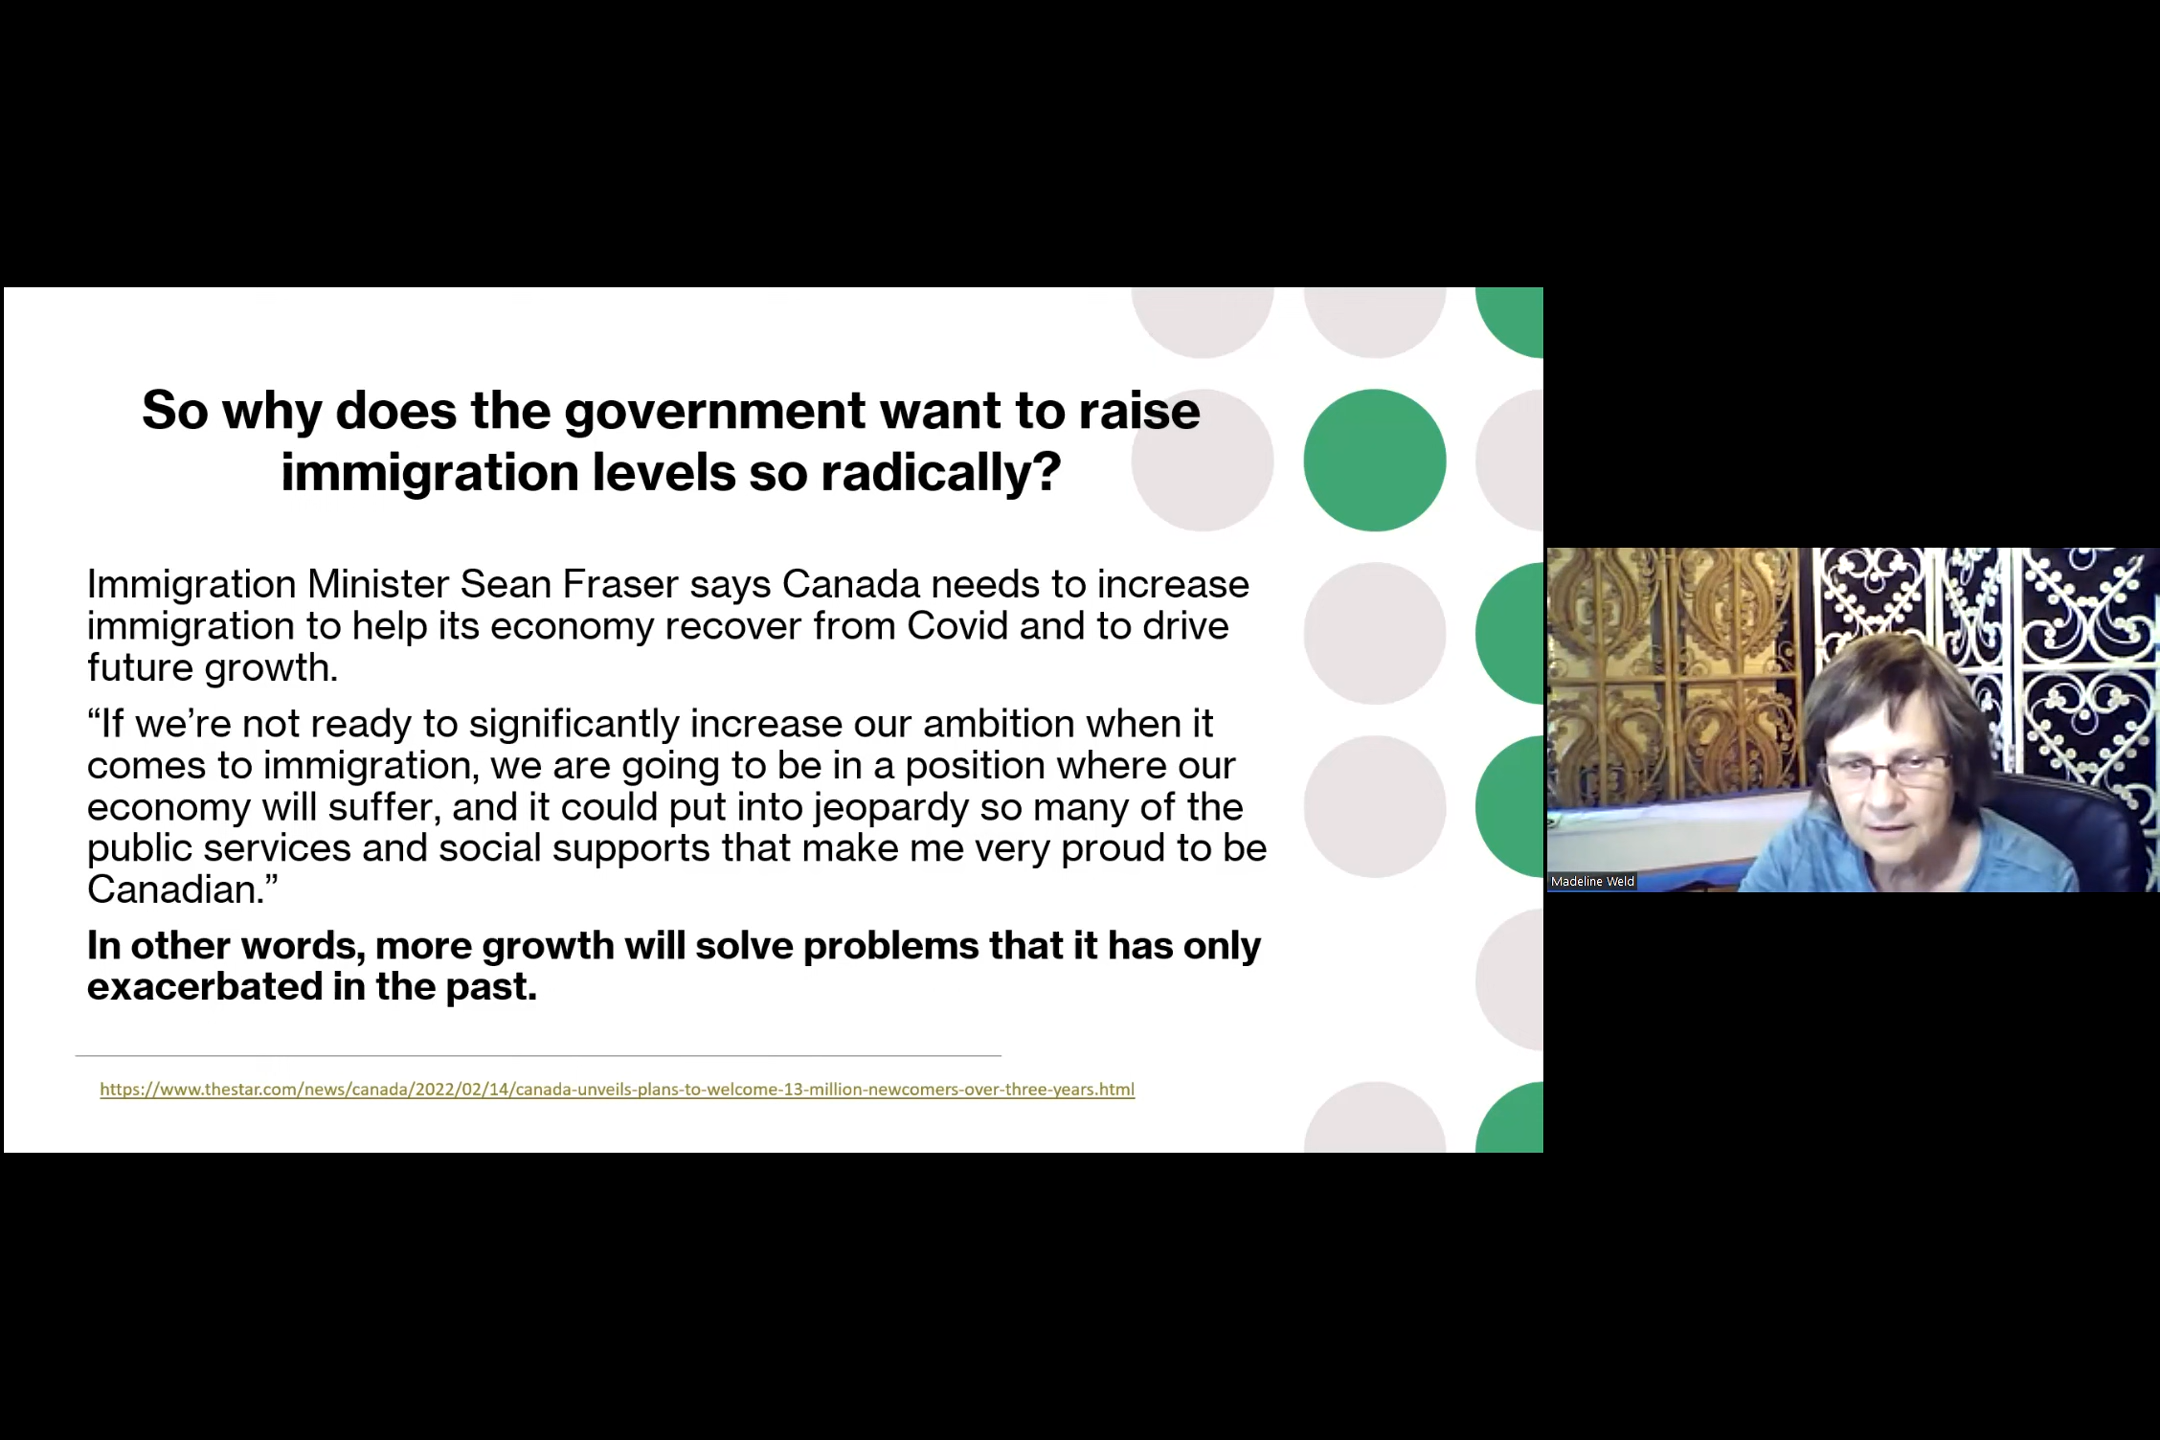 So why does the government want to raise
immigration levels so radically?
Immigration Minister Sean Fraser says Canada needs to increase
immigration to help its economy recover from Covid and to drive
future growth.
“If we’re not ready to significantly increase our ambition when it
comes to immigration, we are going to be in a position where our
economy will suffer, and it could put into jeopardy so many of the
public services and social supports that make me very proud to be
Canadian.”
In other words, more growth will solve problems that it has only
exacerbated in the past.
https://www.thestar.com/news/canada/2022/02/14/canada-unveils-plans-to-welcome-13-million-newcomers-over-three-years.html
Madeline Weld